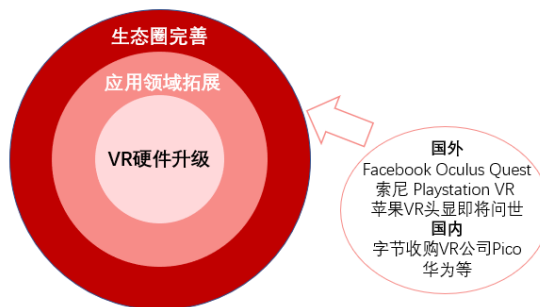 生态圈完善
应用领域拓展
VR硬件升级
国外
Facebook Oculus Quest
索尼 Playstation VR
苹果VR头显即将问世
国内
字节收购VR公司Pico
华为等